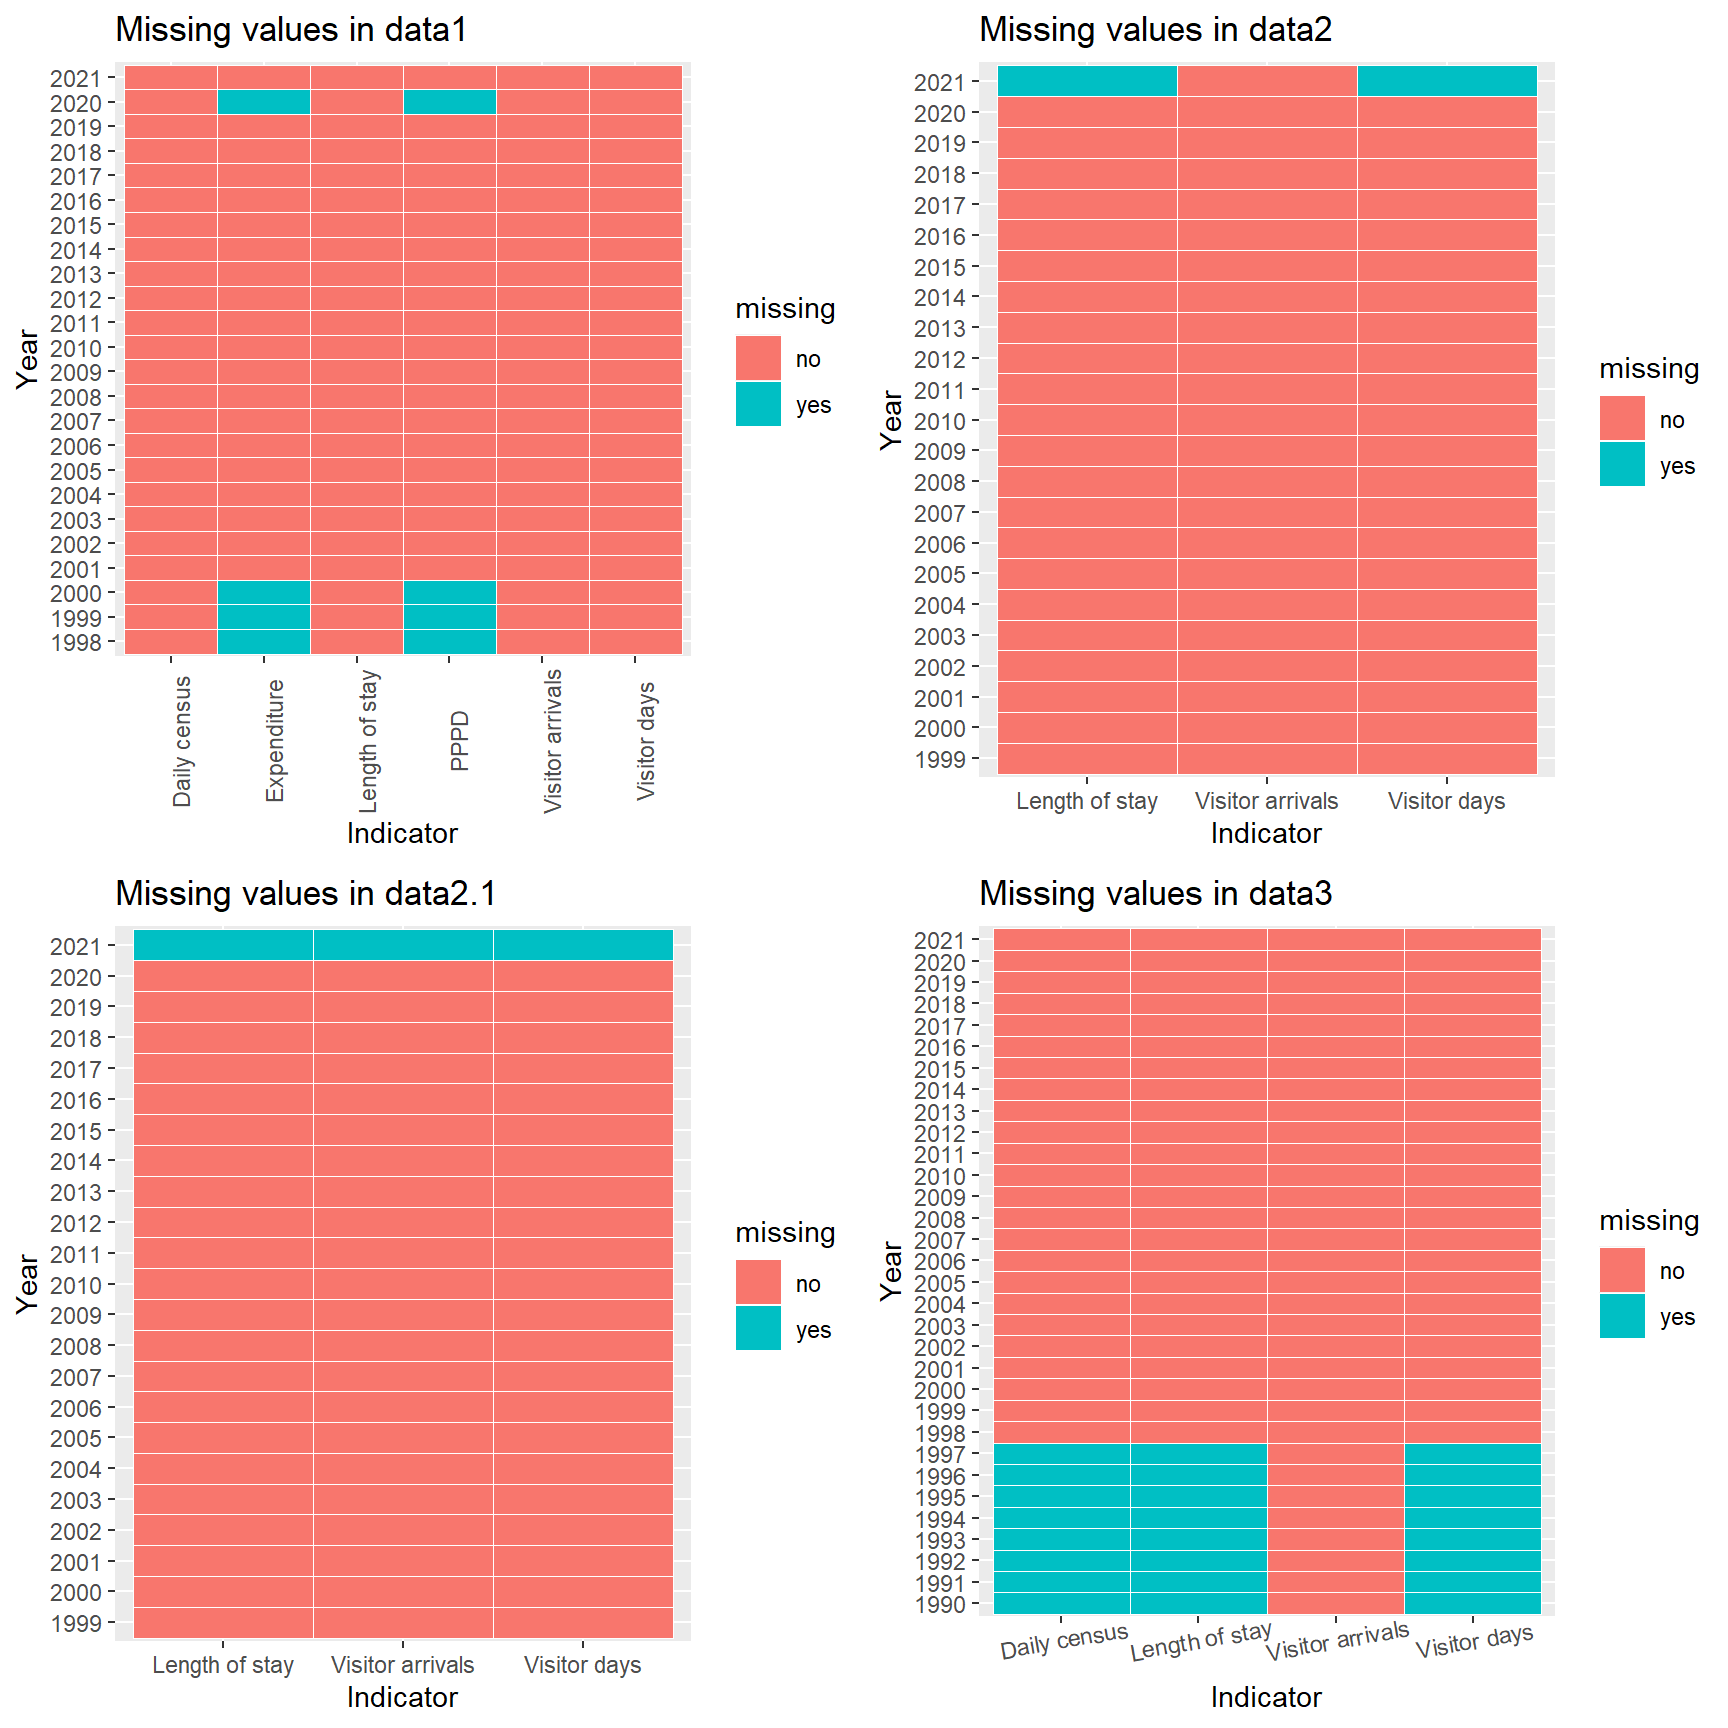 Missing values in data1
Year
2021
2020
2019
2018
2017
2016
2015
2014
2013
2012
2011
2010
2009
2008
2007
2006
2005
2004
2003
2002
2001
2000
1999
1998
Daily census
Expenditure
Length of stay
PPPD
Visitor arrivals
Visitor days
Indicator
missing
no
yes
Missing values in data2
Year
2021
2020
2019
2018
2017
2016
2015
2014
2013
2012
2011
2010
2009
2008
2007
2006
2005
2004
2003
2002
2001
2000
1999
Length of stay
Visitor arrivals
Visitor days
Indicator
missing
no
yes
Missing values in data2.1
Year
2021
2020
2019
2018
2017
2016
2015
2014
2013
2012
2011
2010
2009
2008
2007
2006
2005
2004
2003
2002
2001
2000
1999
Length of stay
Visitor arrivals
Visitor days
Indicator
missing
no
yes
Missing values in data3
Year
2021
2020
2019
2018
2017
2016
2015
2014
2013
2012
2011
2010
2009
2008
2007
2006
2005
2004
2003
2002
2001
2000
1999
1998
1997
1996
1995
1994
1993
1992
1991
1990
Daily census
Length of stay
Visitor arrivals
Visitor days
Indicator
missing
no
yes